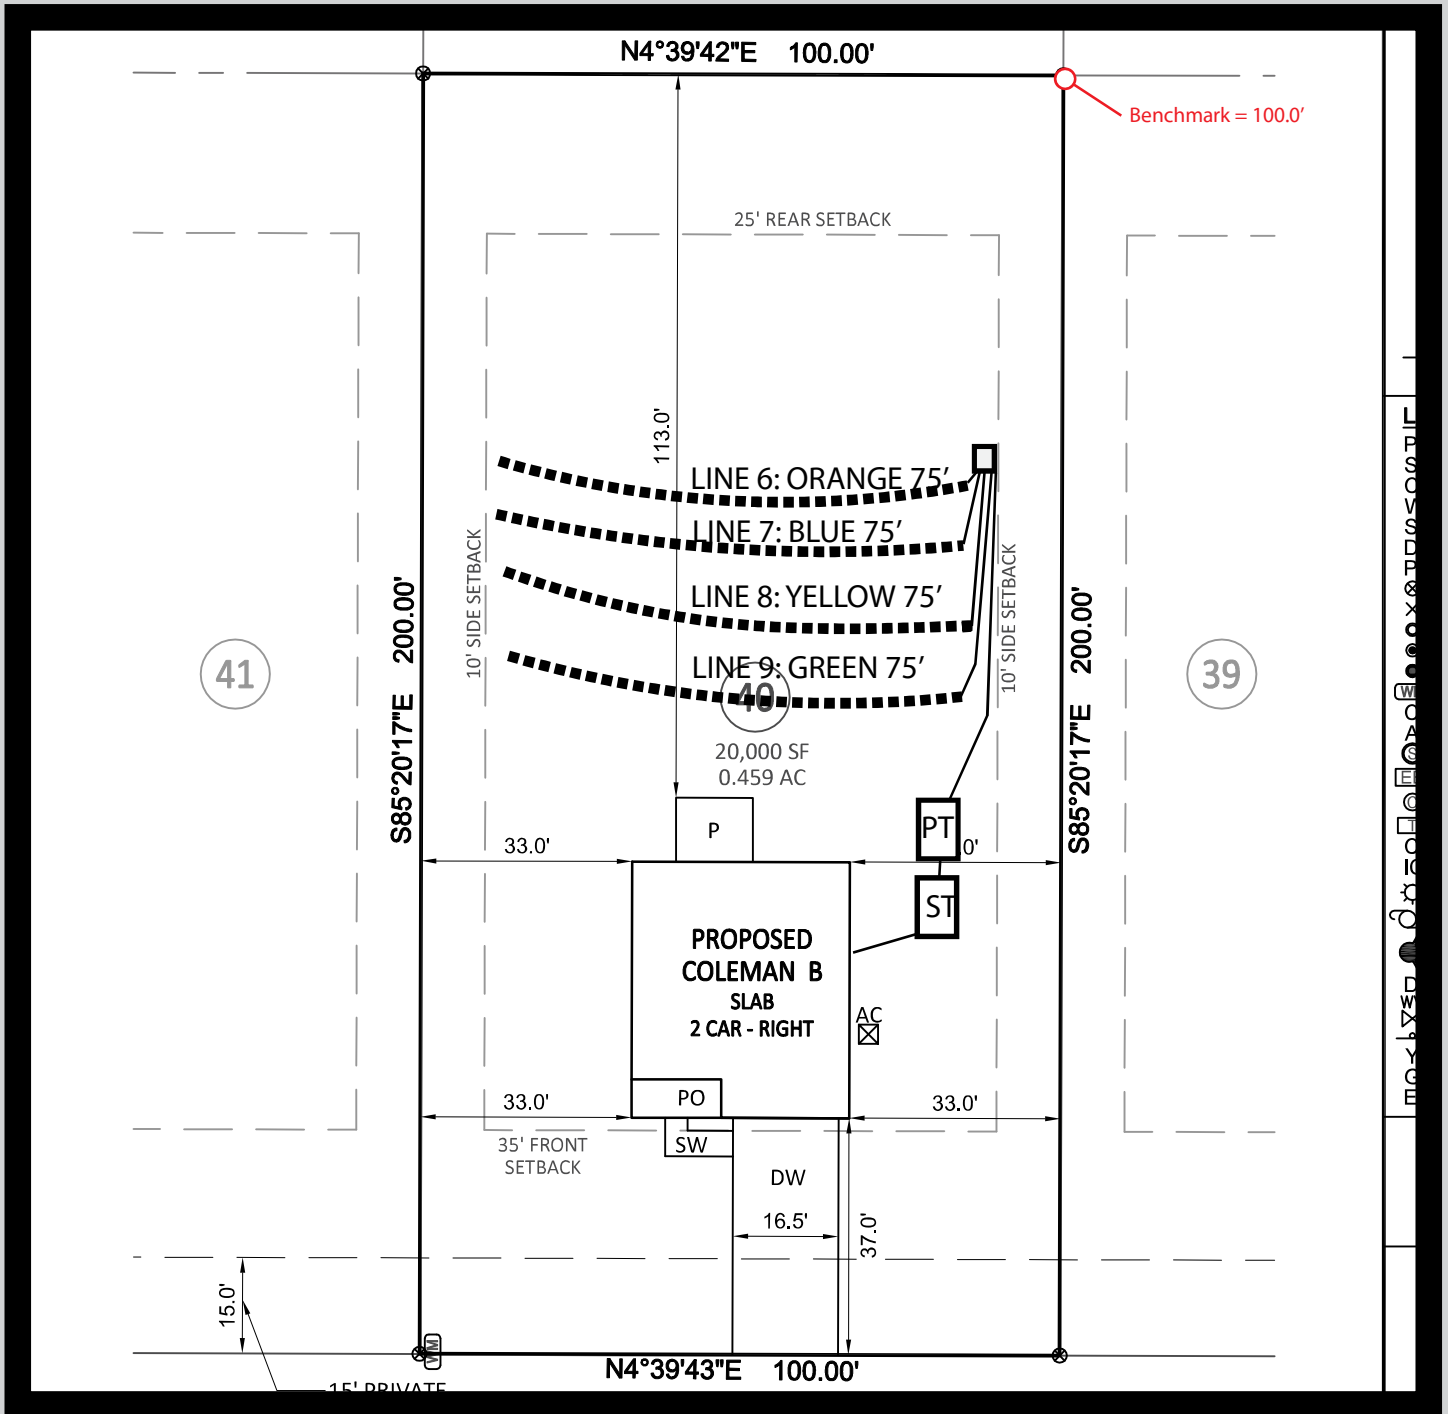 N4°39'42"E 100.00'
Benchmark = 100.0'
25' REAR SETBACK
113.0'
LINE 6: ORANGE 75'
LINE 7: BLUE 75'
LINE 8: YELLOW 75'
LINE 9: GREEN 75'
10' SIDE SETBACK
10' SIDE SETBACK
S85°20'17"E 200.00'
S85°20'17"E 200.00'
41
40
39
20,000 SF
0.459 AC
P
PT
33.0'
0'
ST
PROPOSED
COLEMAN B
SLAB
2 CAR - RIGHT
AC
PO
33.0'
33.0'
35' FRONT
SETBACK
SW
DW
16.5'
37.0'
15.0'
WM
N4°39'43"E 100.00'
15' PRIVATE
L
P
S
O
W
S
D
P